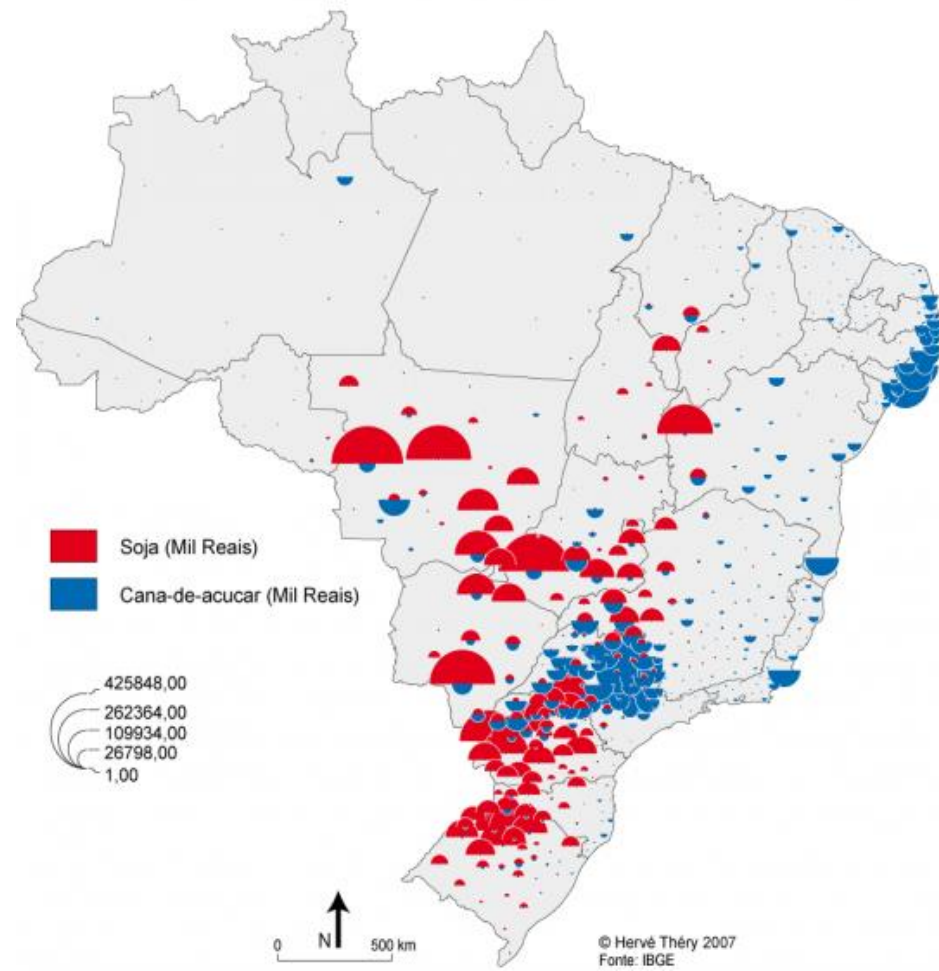 Soja (Mil Reais)
Cana-de-acucar (Mil Reais)
425848,00
262364,00
109934,00
26798,00
1,00
N
0 500 km
© Hervé Théry 2007
Fonte: IBGE